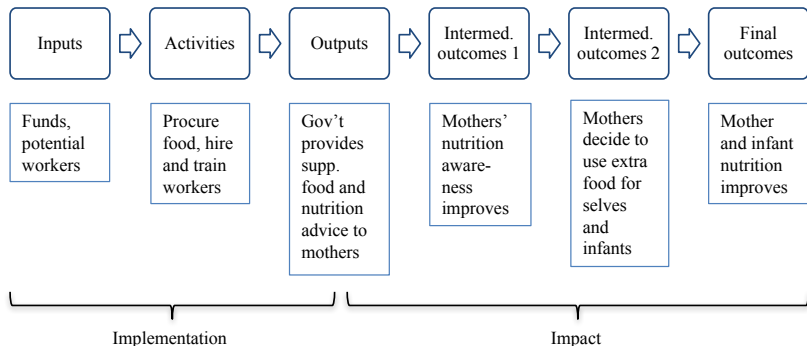 Inputs
Activities
Outputs
Intermed.
outcomes 1
Intermed.
outcomes 2
Final
outcomes
Funds,
potential
workers
Procure
food, hire
and train
workers
Gov't
provides
supp.
food and
nutrition
advice to
mothers
Mothers'
nutrition
aware-
ness
improves
Mothers
decide to
use extra
food for
selves
and
infants
Mother
and infant
nutrition
improves
Implementation
Impact